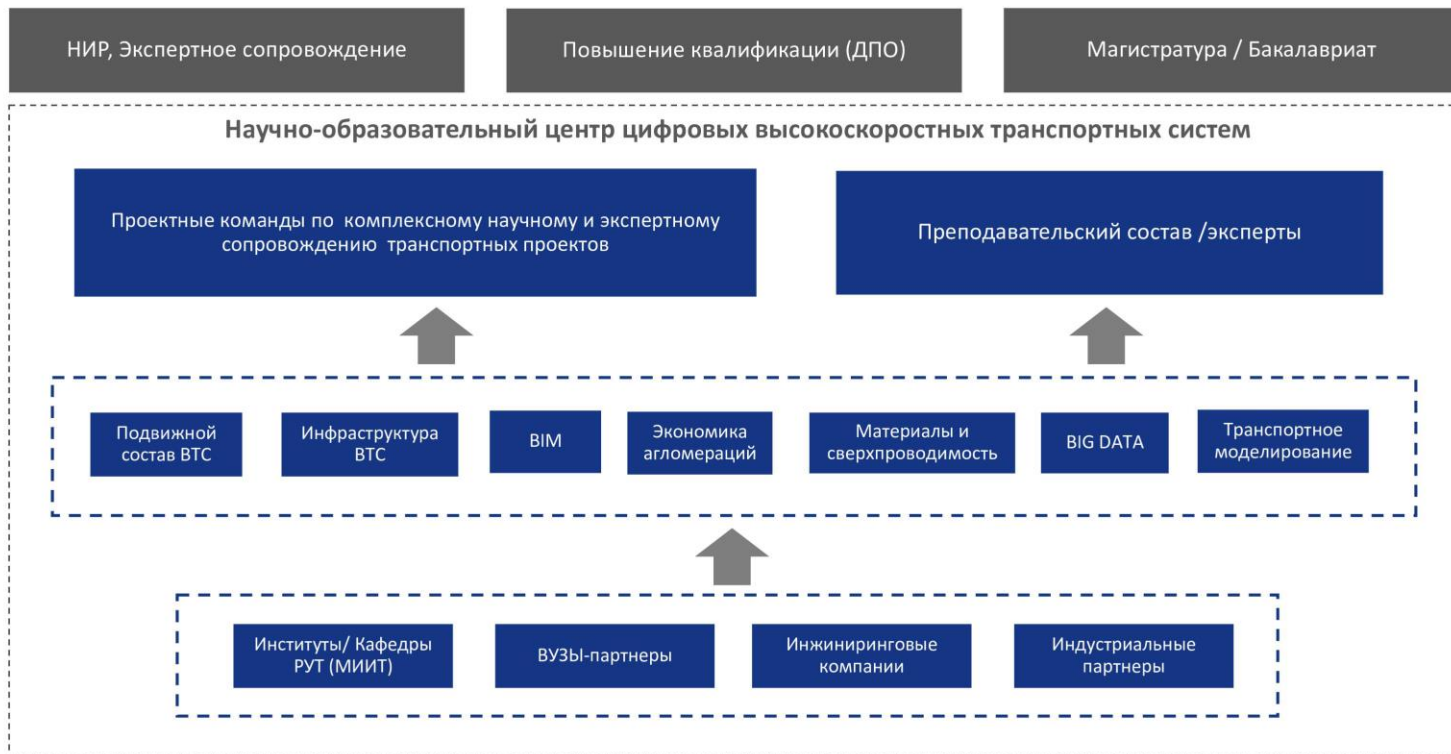 НИР, Экспертное сопровождение
Повышение квалификации (ДПО)
Магистратура / Бакалавриат
Научно-образовательный центр цифровых высокоскоростных транспортных систем
Проектные команды по комплексному научному и экспертному
сопровождению транспортных проектов
Преподавательский состав /эксперты
Подвижной
состав ВТС
Инфраструктура
ВТС
BIM
Экономика
агломераций
Материалы и
сверхпроводимость
BIG DATA
Транспортное
моделирование
Институты/ Кафедры
РУТ (МИИТ)
ВУЗЫ-партнеры
Инжиниринговые
компании
Индустриальные
партнеры